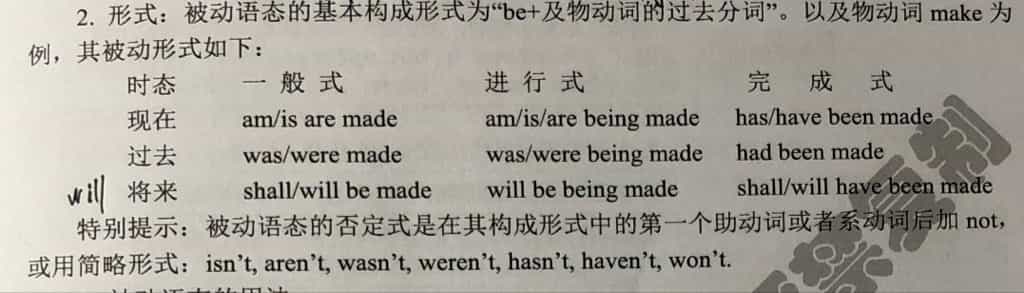 2. 形式：被动语态的基本构成形式为“be+及物动词的过去分词”。以及物动词 make 为
例，其被动形式如下：
时态 一 般 式 进 行 式 完 成 式
现在 am/is are made am/is/are being made has/have been made
过去 was/were made was/were being made had been made
will 将来 shall/will be made will be being made shall/will have been made
特别提示：被动语态的否定式是在其构成形式中的第一个助动词或者系动词后加 not，
或用简略形式：isn’t, aren’t, wasn’t, weren’t, hasn’t, haven’t, won’t.